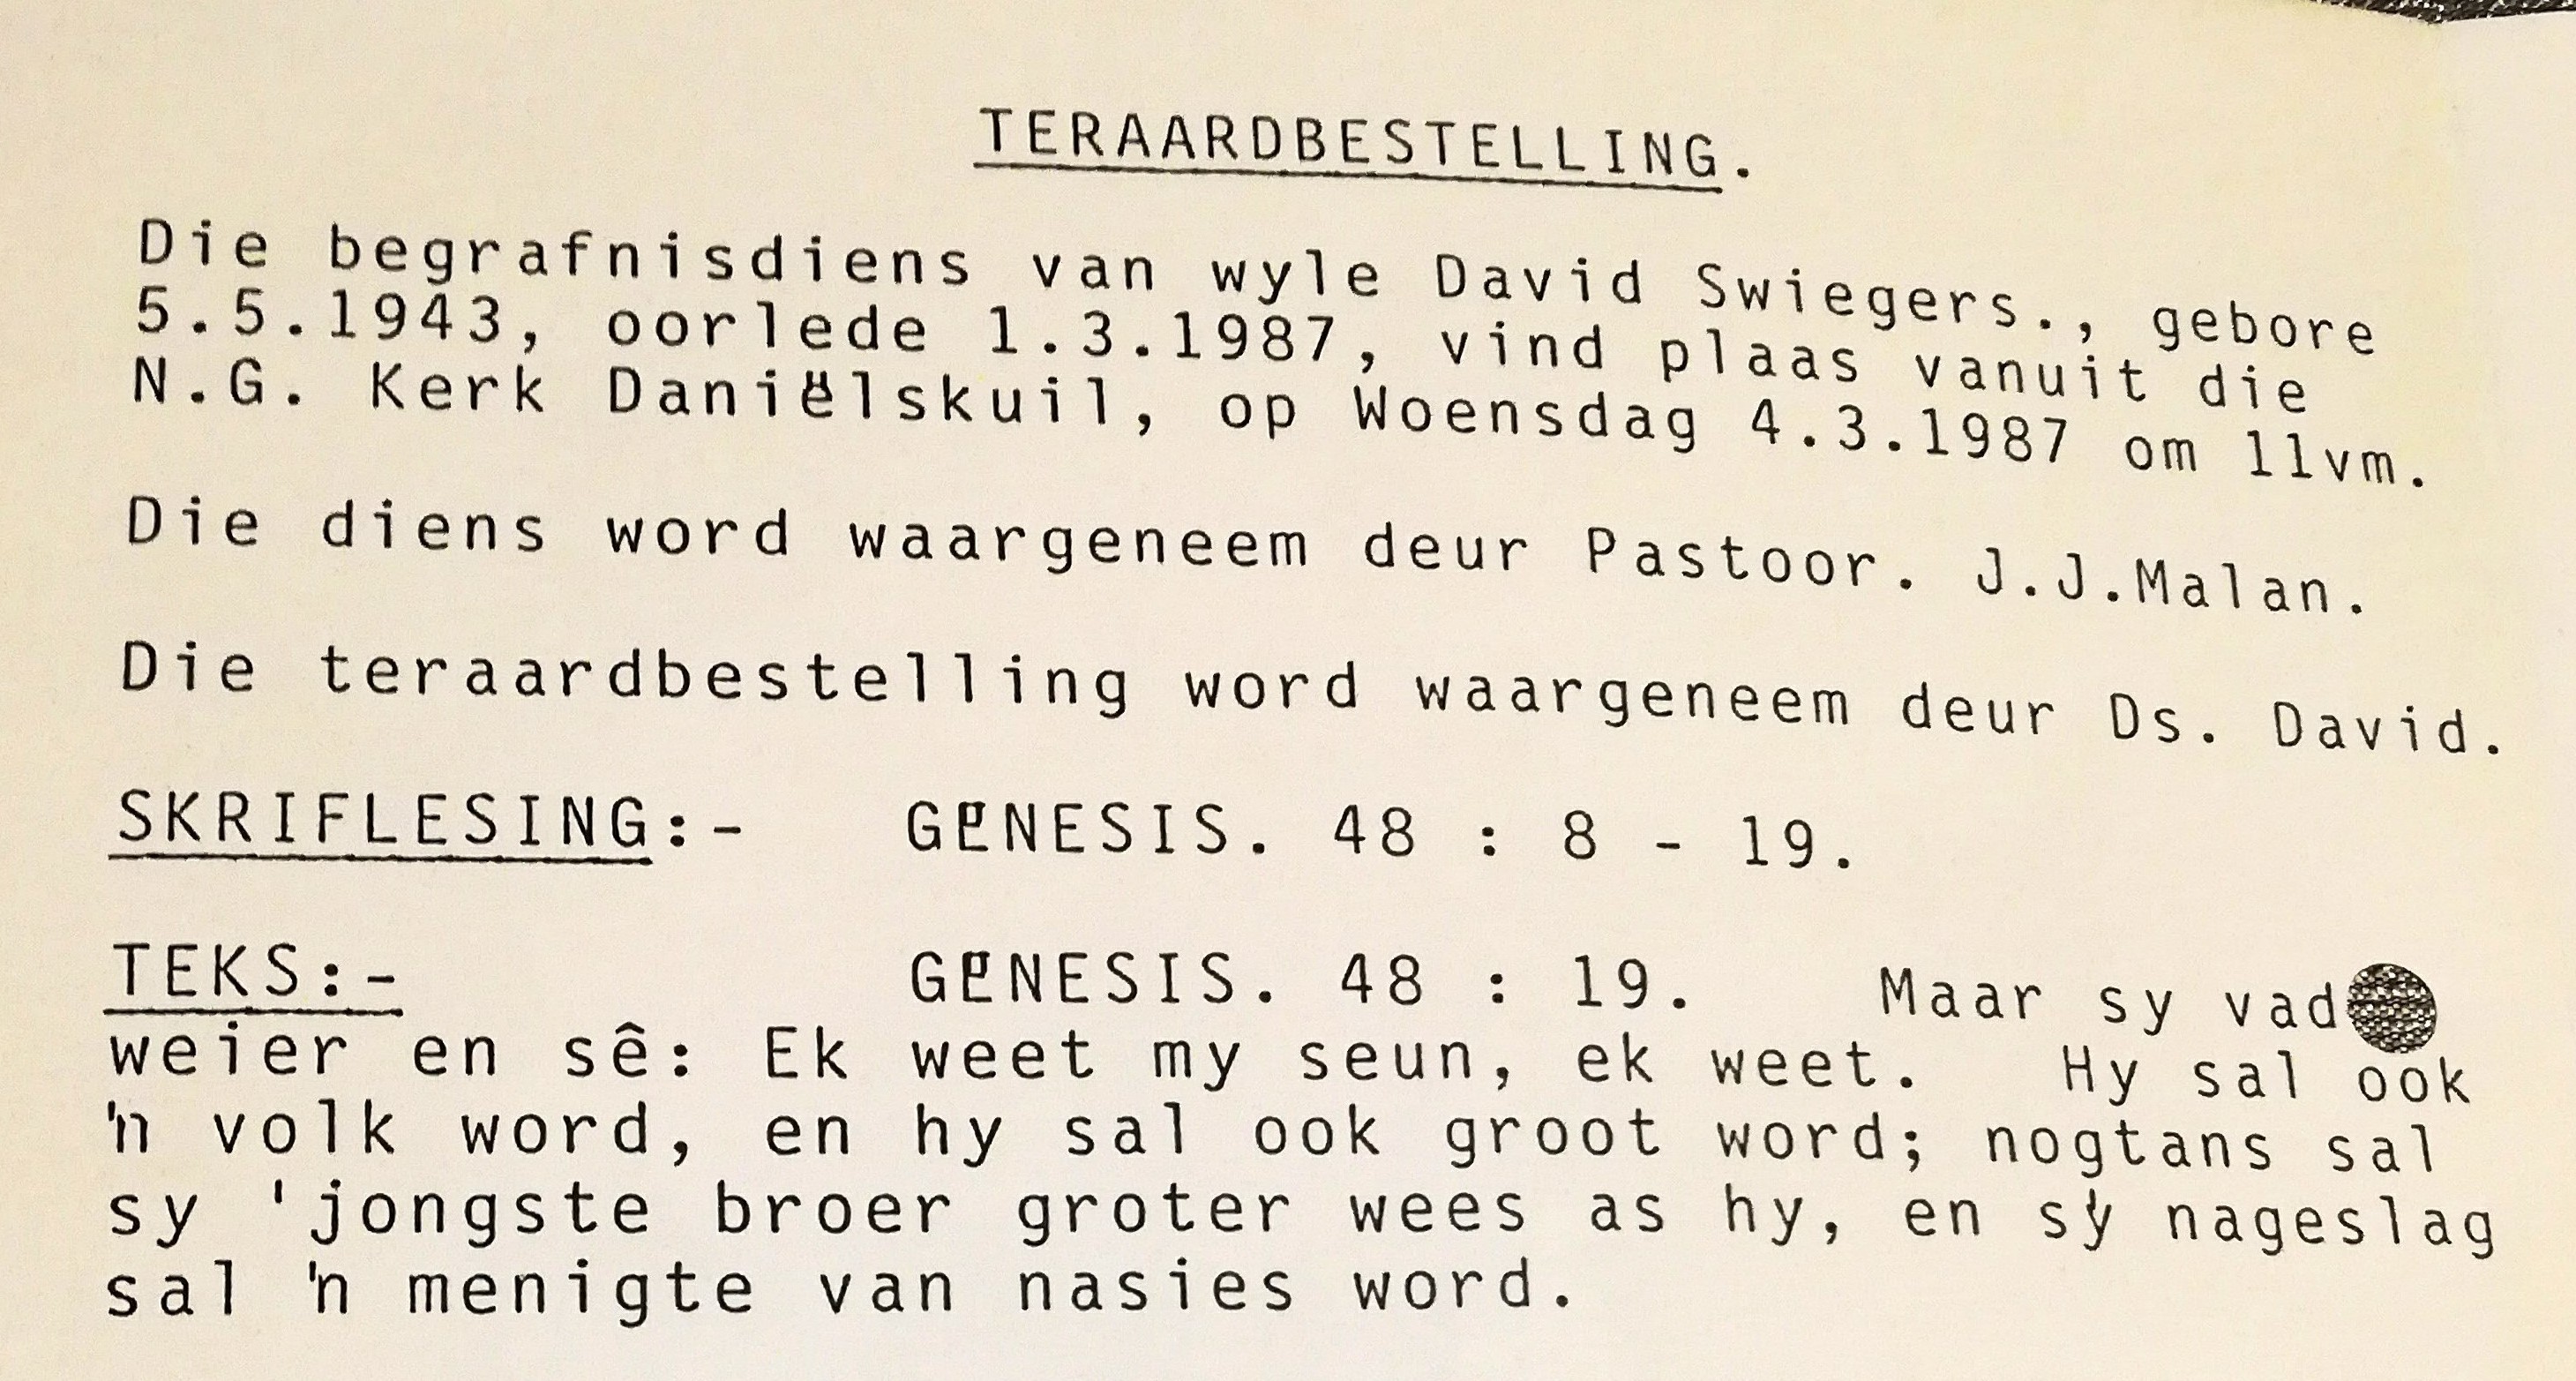 TERAARDBESTELLING.
Die begrafnisdiens van wyle David Swiegers., gebore
5.5.1943, oorlede 1.3.1987, vind plaas vanuit die
N.G. Kerk Daniëlskuil, op Woensdag 4.3.1987 om 11vm.
Die diens word waargeneem deur Pastoor. J.J.Malan.
Die teraardbestelling word waargeneem deur Ds. David.
SKRIFLESING:- GENESIS. 48 : 8 - 19.
TEKS:- GENESIS. 48 : 19. Maar sy vad
weier en sê: Ek weet my seun, ek weet. Hy sal ook
'n volk word, en hy sal ook groot word; nogtans sal
sy 'jongste broer groter wees as hy, en sy nageslag
sal 'n menigte van nasies word.